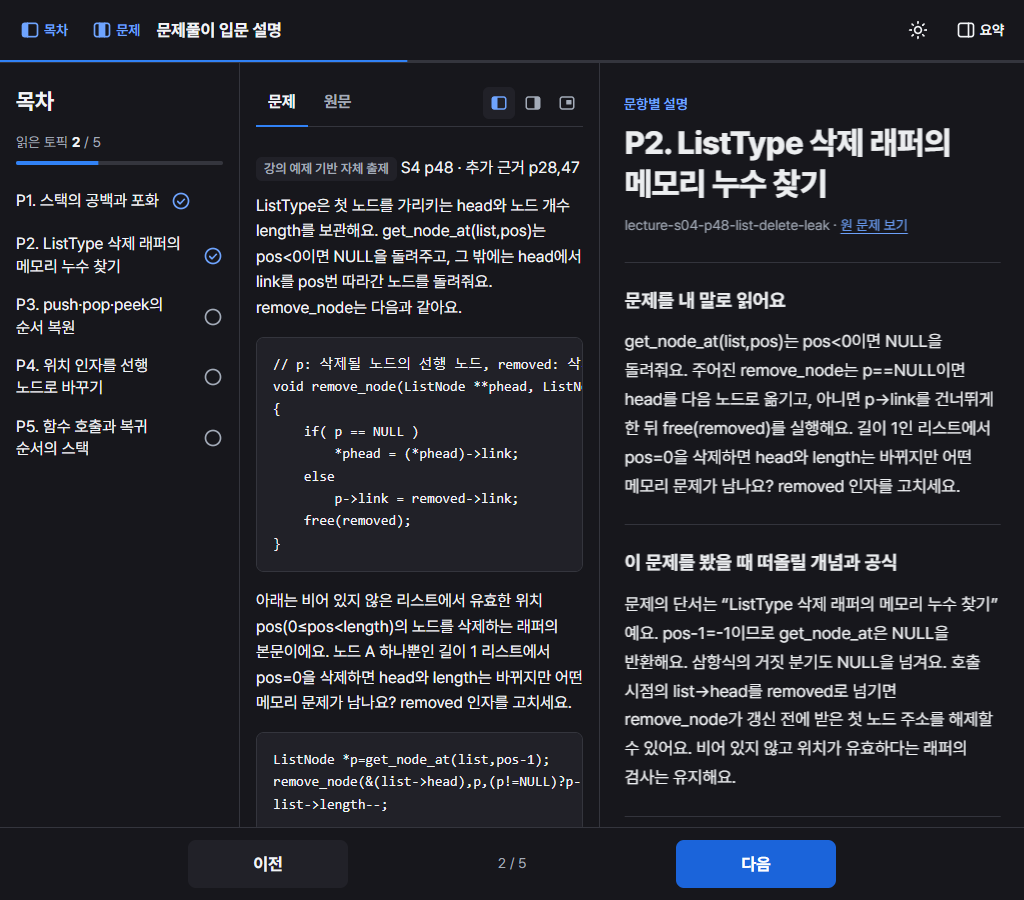 목차
문제
문제풀이 입문 설명
요약
목차
읽은 토픽 2 / 5
P1. 스택의 공백과 포화
P2. ListType 삭제 래퍼의
메모리 누수 찾기
P3. push·pop·peek의
순서 복원
P4. 위치 인자를 선행
노드로 바꾸기
P5. 함수 호출과 복귀
순서의 스택
문제
원문
강의 예제 기반 자체 출제 S4 p48 · 추가 근거 p28,47
ListType은 첫 노드를 가리키는 head와 노드 개수
length를 보관해요. get_node_at(list,pos)는
pos<0이면 NULL을 돌려주고, 그 밖에는 head에서
link를 pos번 따라간 노드를 돌려줘요.
remove_node는 다음과 같아요.
// p: 삭제될 노드의 선행 노드, removed: 삭
void remove_node(ListNode **phead, ListN
{
    if( p == NULL )
        *phead = (*phead)->link;
    else
        p->link = removed->link;
    free(removed);
}
아래는 비어 있지 않은 리스트에서 유효한 위치
pos(0≤pos<length)의 노드를 삭제하는 래퍼의
본문이에요. 노드 A 하나뿐인 길이 1 리스트에서
pos=0을 삭제하면 head와 length는 바뀌지만 어떤
메모리 문제가 남나요? removed 인자를 고치세요.
ListNode *p=get_node_at(list,pos-1);
remove_node(&(list->head),p,(p!=NULL)?p-
list->length--;
문항별 설명
P2. ListType 삭제 래퍼의
메모리 누수 찾기
lecture-s04-p48-list-delete-leak · 원 문제 보기
문제를 내 말로 읽어요
get_node_at(list,pos)는 pos<0이면 NULL을
돌려줘요. 주어진 remove_node는 p==NULL이면
head를 다음 노드로 옮기고, 아니면 p→link를 건너뛰게
한 뒤 free(removed)를 실행해요. 길이 1인 리스트에서
pos=0을 삭제하면 head와 length는 바뀌지만 어떤
메모리 문제가 남나요? removed 인자를 고치세요.
이 문제를 봤을 때 떠올릴 개념과 공식
문제의 단서는 “ListType 삭제 래퍼의 메모리 누수 찾기”
예요. pos-1=-1이므로 get_node_at은 NULL을
반환해요. 삼항식의 거짓 분기도 NULL을 넘겨요. 호출
시점의 list→head를 removed로 넘기면
remove_node가 갱신 전에 받은 첫 노드 주소를 해제할
수 있어요. 비어 있지 않고 위치가 유효하다는 래퍼의
검사는 유지해요.
이전
2 / 5
다음